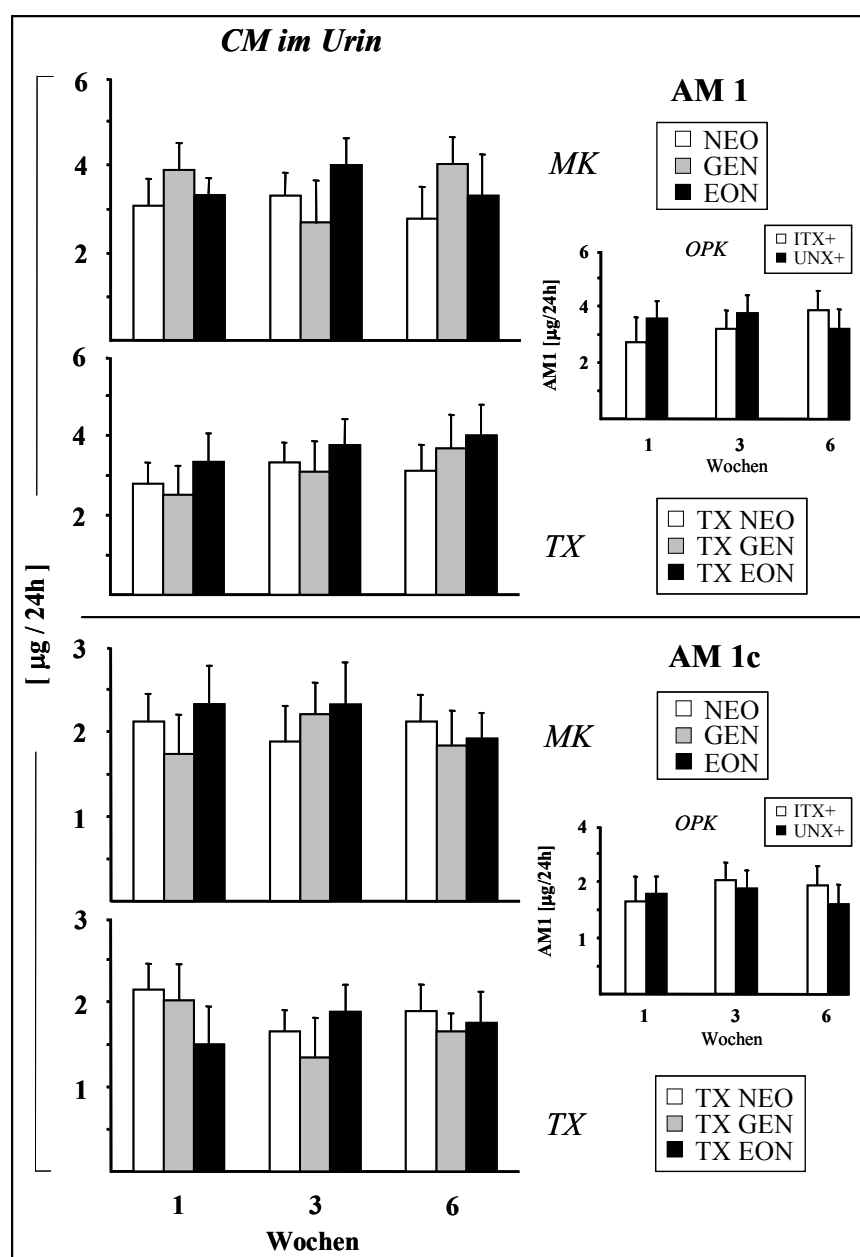 CM im Urin
[ µg / 24h ]
6
4
2
MK
AM 1
NEO
GEN
EON
OPK
ITX+
UNX+
AM1 [µg/24h]
6
4
2
1 3 6
Wochen
6
4
2
TX
TX NEO
TX GEN
TX EON
3
2
1
MK
AM 1c
NEO
GEN
EON
OPK
ITX+
UNX+
AM1 [µg/24h]
4
2
1
1 3 6
Wochen
3
2
1
TX
TX NEO
TX GEN
TX EON
1 3 6
Wochen